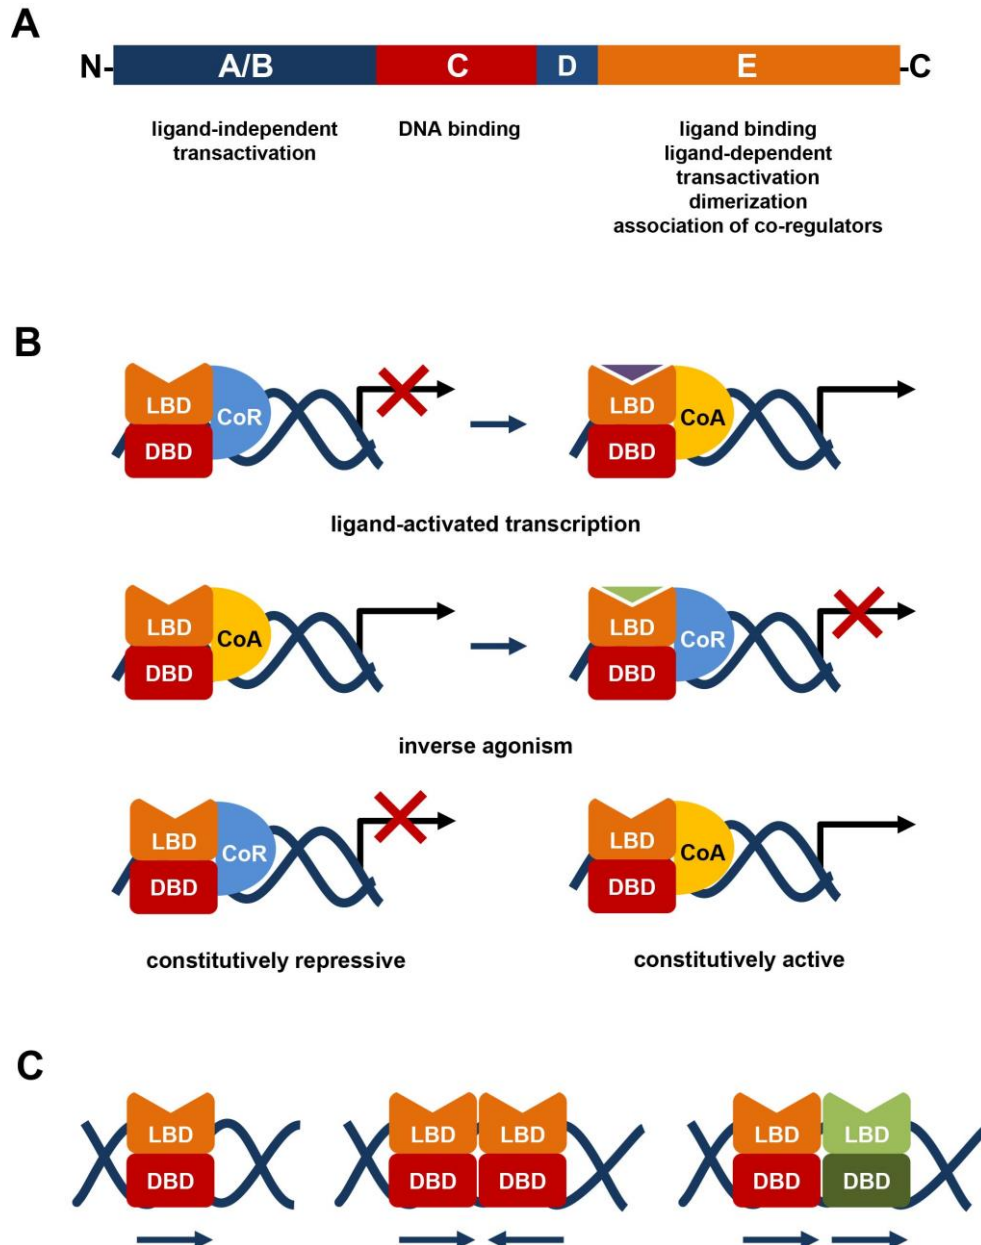 A
N- A/B C D E -C
ligand-independent
transactivation
DNA binding
ligand binding
ligand-dependent
transactivation
dimerization
association of co-regulators
B
LBD CoR DBD
LBD CoA DBD
ligand-activated transcription
LBD CoA DBD
LBD CoR DBD
inverse agonism
LBD CoR DBD
LBD CoA DBD
constitutively repressive
constitutively active
C
LBD LBD LBD LBD LBD
DBD DBD DBD DBD DBD